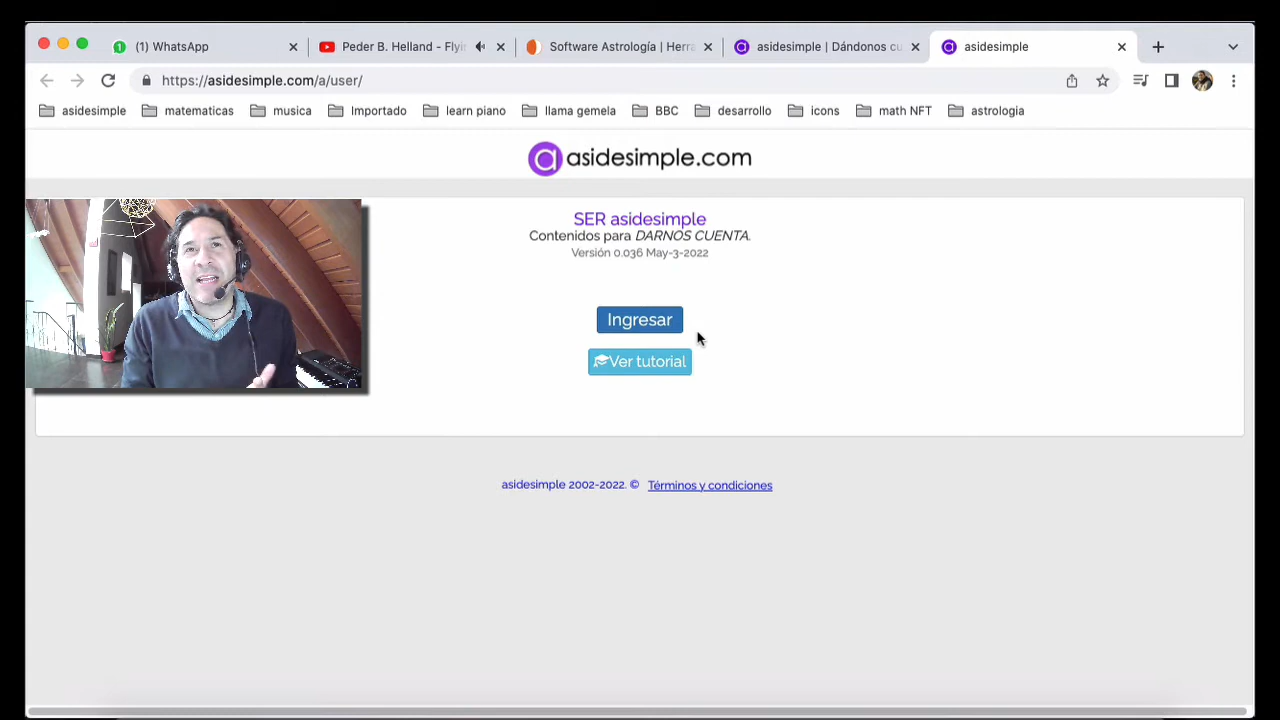 1
(1) WhatsApp
Peder B. Helland - Flyin
Software Astrología | Herra
asidesimple | Dándonos cu
asidesimple
https://asidesimple.com/a/user/
asidesimple
matematicas
musica
Importado
learn piano
llama gemela
BBC
desarrollo
icons
math NFT
astrologia
asidesimple.com
SER asidesimple
Contenidos para DARNOS CUENTA.
Versión 0.036 May-3-2022
Ingresar
Ver tutorial
asidesimple 2002-2022. © Términos y condiciones